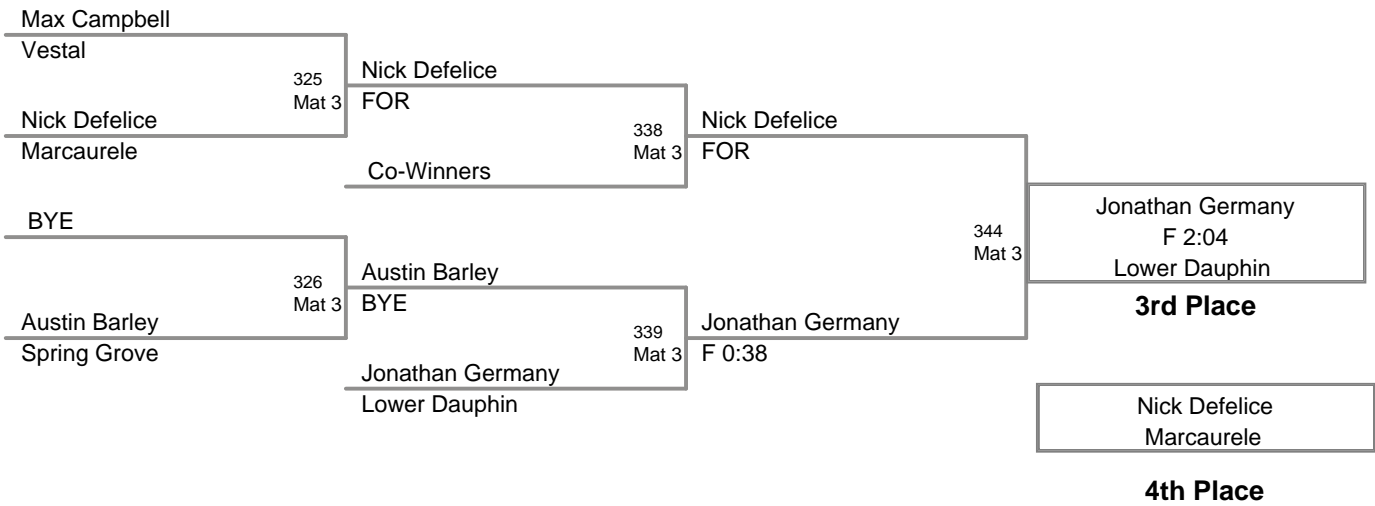 Max Campbell
Vestal
325
Mat 3
Nick Defelice
FOR
Nick Defelice
Marcaurele
338
Mat 3
Nick Defelice
FOR
Co-Winners
BYE
344
Mat 3
Jonathan Germany
F 2:04
Lower Dauphin
3rd Place
326
Mat 3
Austin Barley
BYE
Austin Barley
Spring Grove
339
Mat 3
Jonathan Germany
F 0:38
Jonathan Germany
Lower Dauphin
Nick Defelice
Marcaurele
4th Place